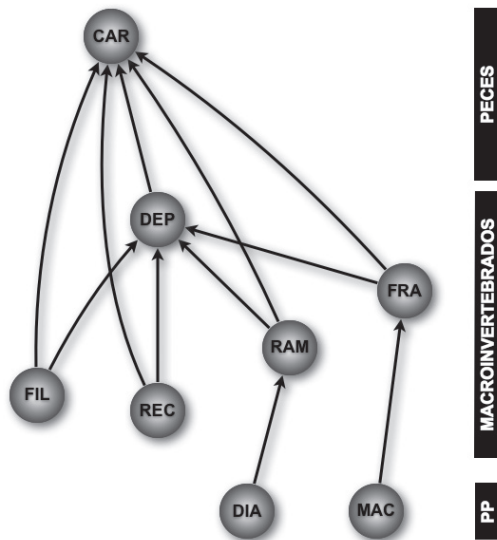 CAR
PECES
DEP
MACROINVERTEBRADOS
FRA
RAM
FIL
REC
DIA
MAC
PP